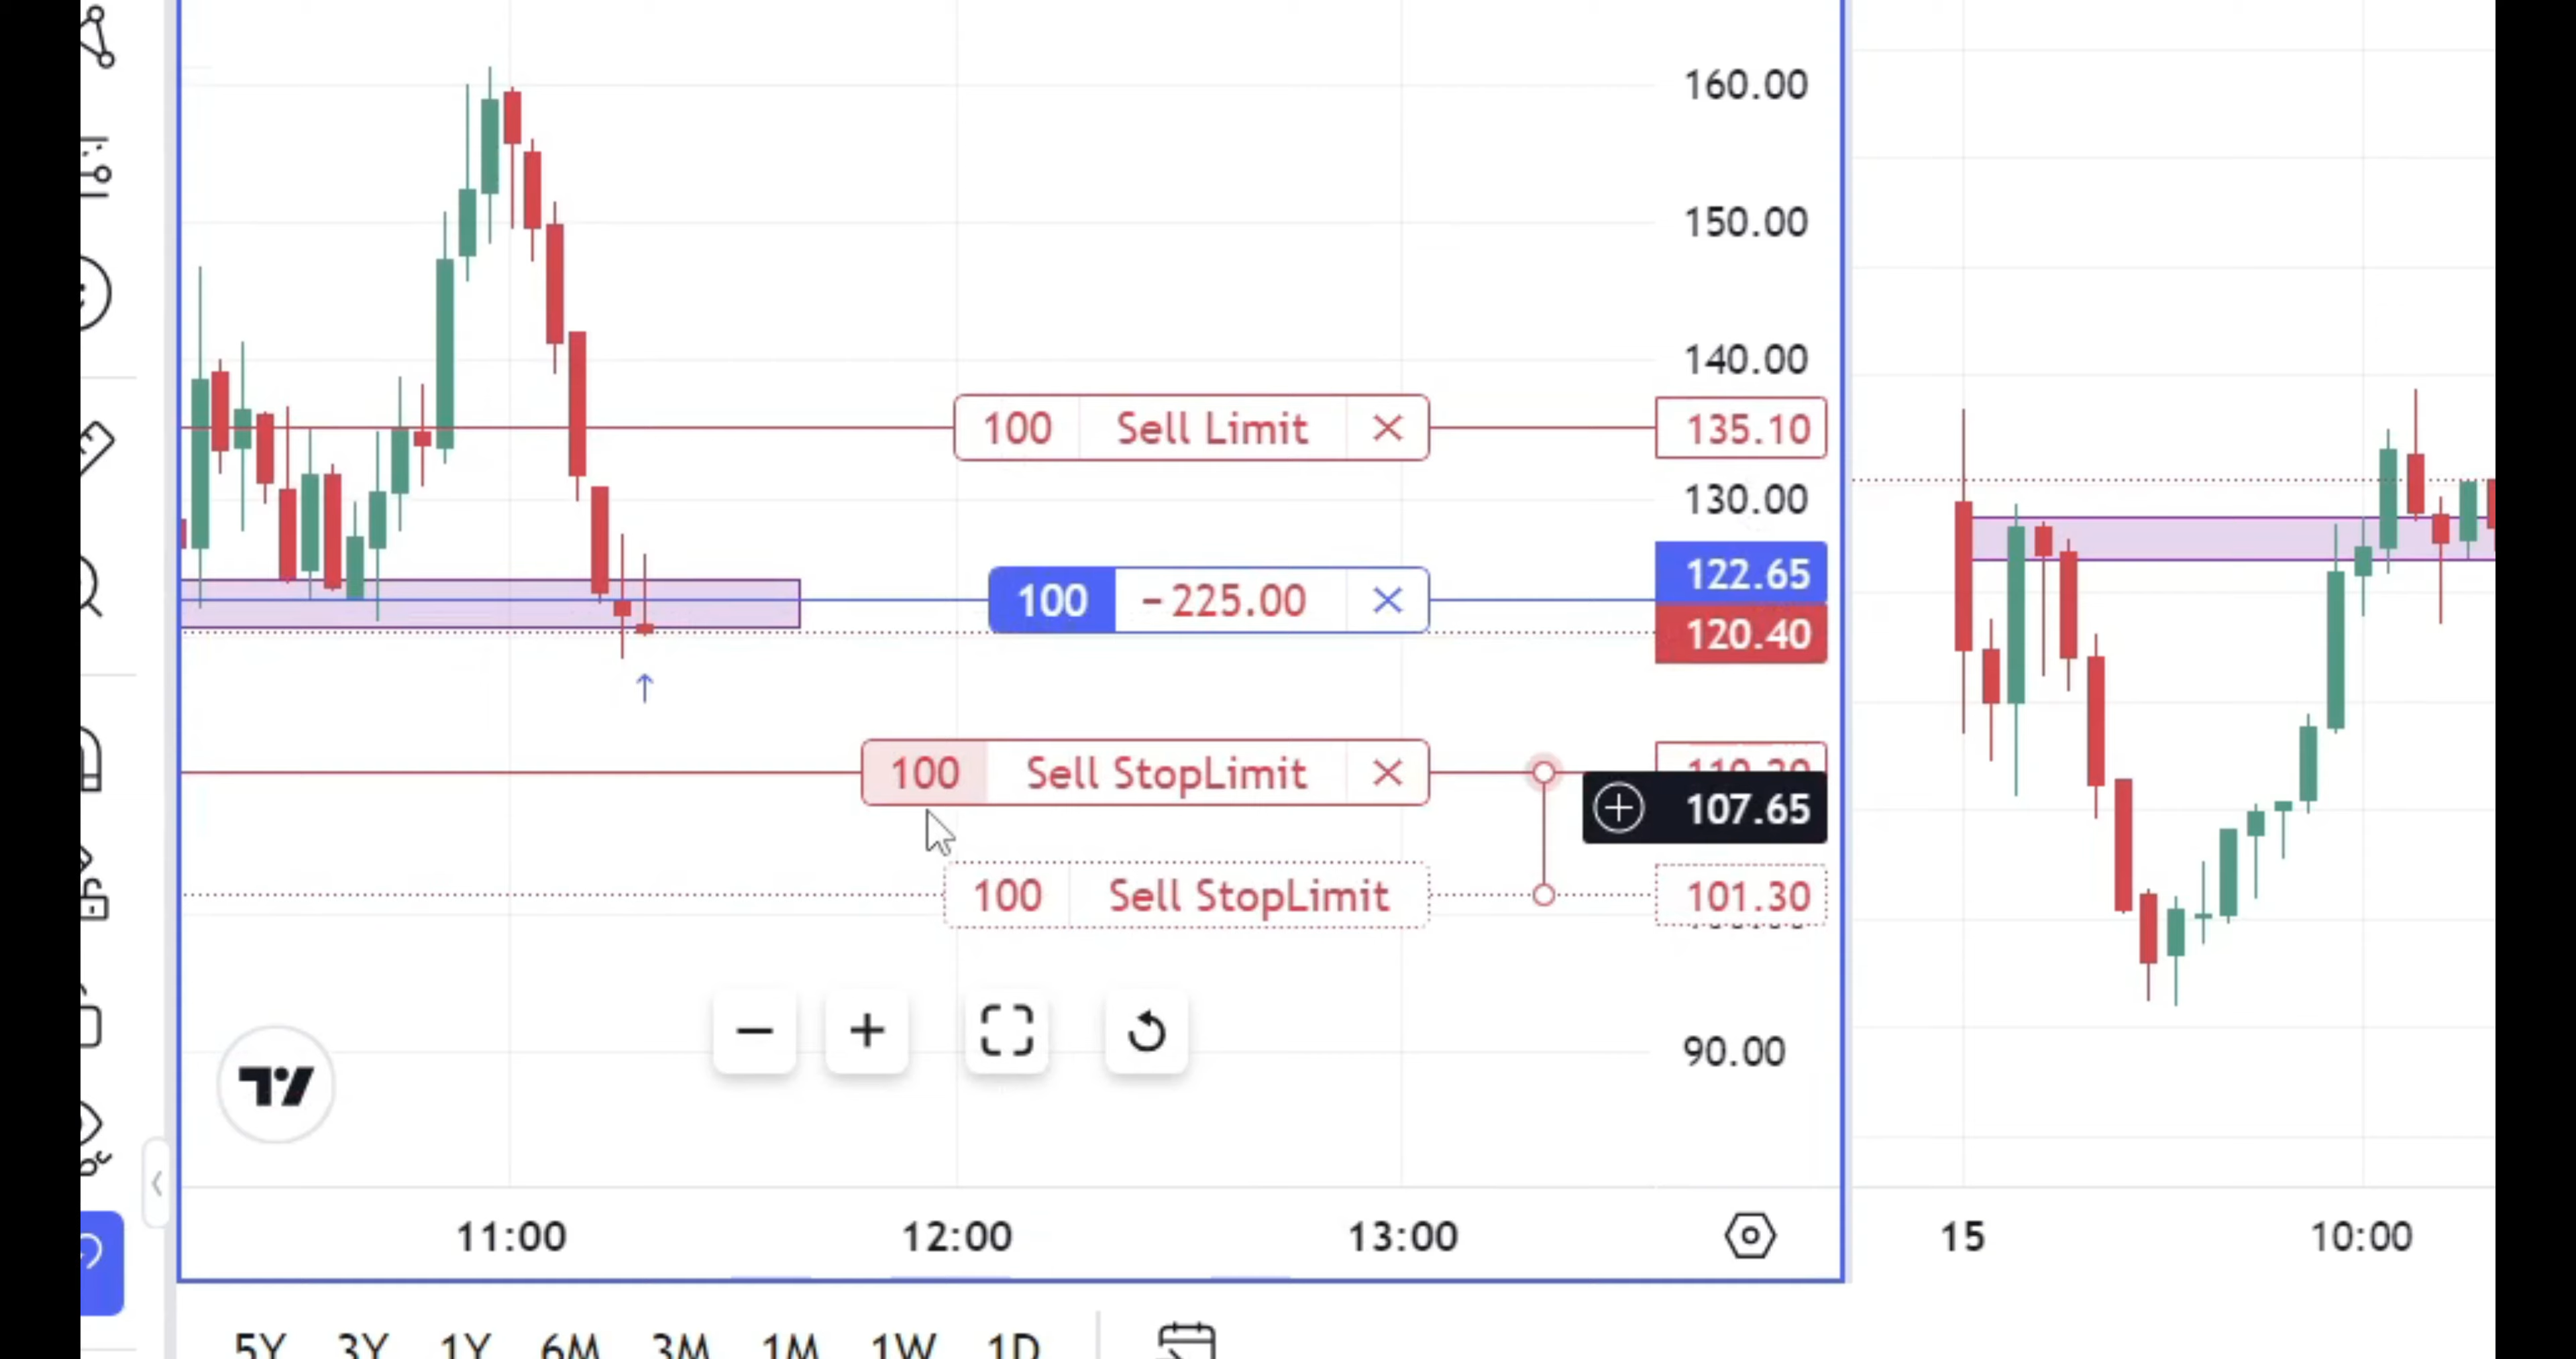 160.00
150.00
140.00
100 Sell Limit × 135.10
130.00
122.65
100 -225.00 ×
120.40
100 Sell StopLimit ×
107.65
100 Sell StopLimit 101.30
90.00
11:00 12:00 13:00 15 10:00
5Y 3Y 1Y 6M 3M 1M 1W 1D